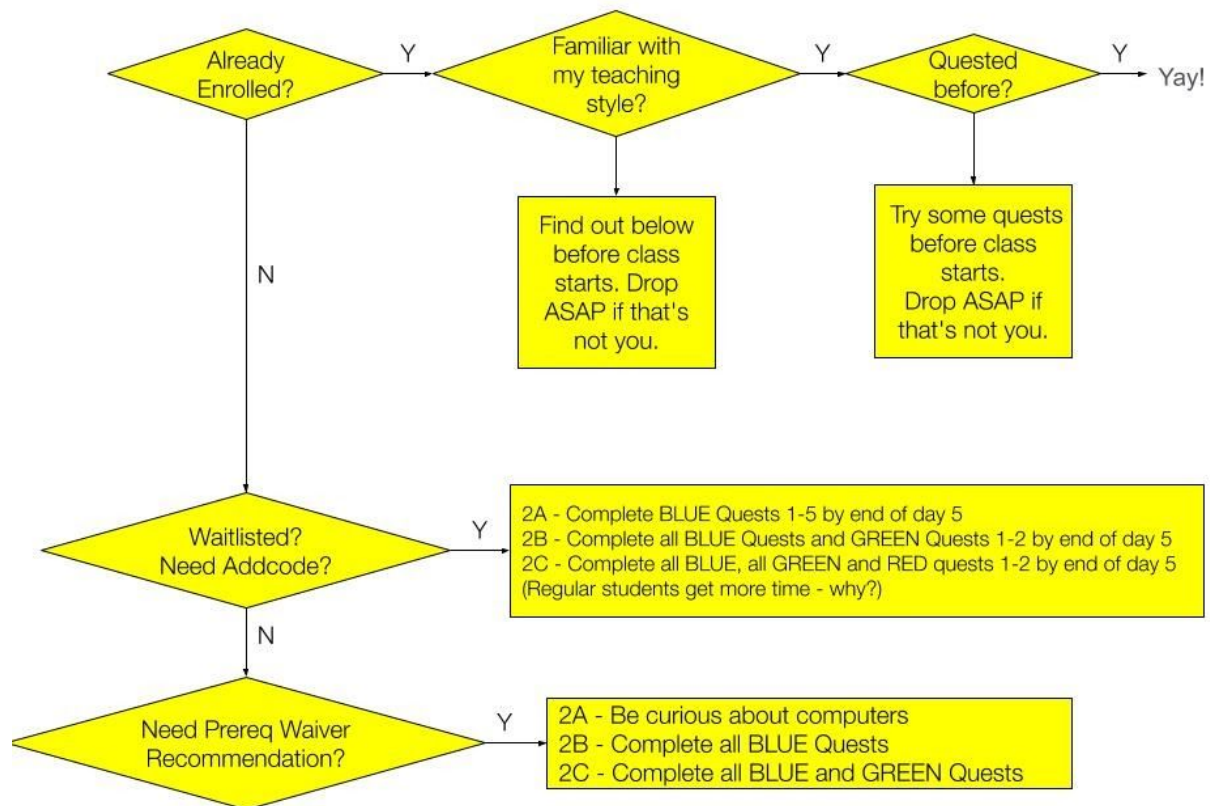 Already
Enrolled?
Y
Familiar with
my teaching
style?
Y
Quested
before?
Y
Yay!
Find out below
before class
starts. Drop
ASAP if that's
not you.
Try some quests
before class
starts.
Drop ASAP if
that's not you.
N
Waitlisted?
Need Addcode?
Y
2A - Complete BLUE Quests 1-5 by end of day 5
2B - Complete all BLUE Quests and GREEN Quests 1-2 by end of day 5
2C - Complete all BLUE, all GREEN and RED quests 1-2 by end of day 5
(Regular students get more time - why?)
N
Need Prereq Waiver
Recommendation?
Y
2A - Be curious about computers
2B - Complete all BLUE Quests
2C - Complete all BLUE and GREEN Quests